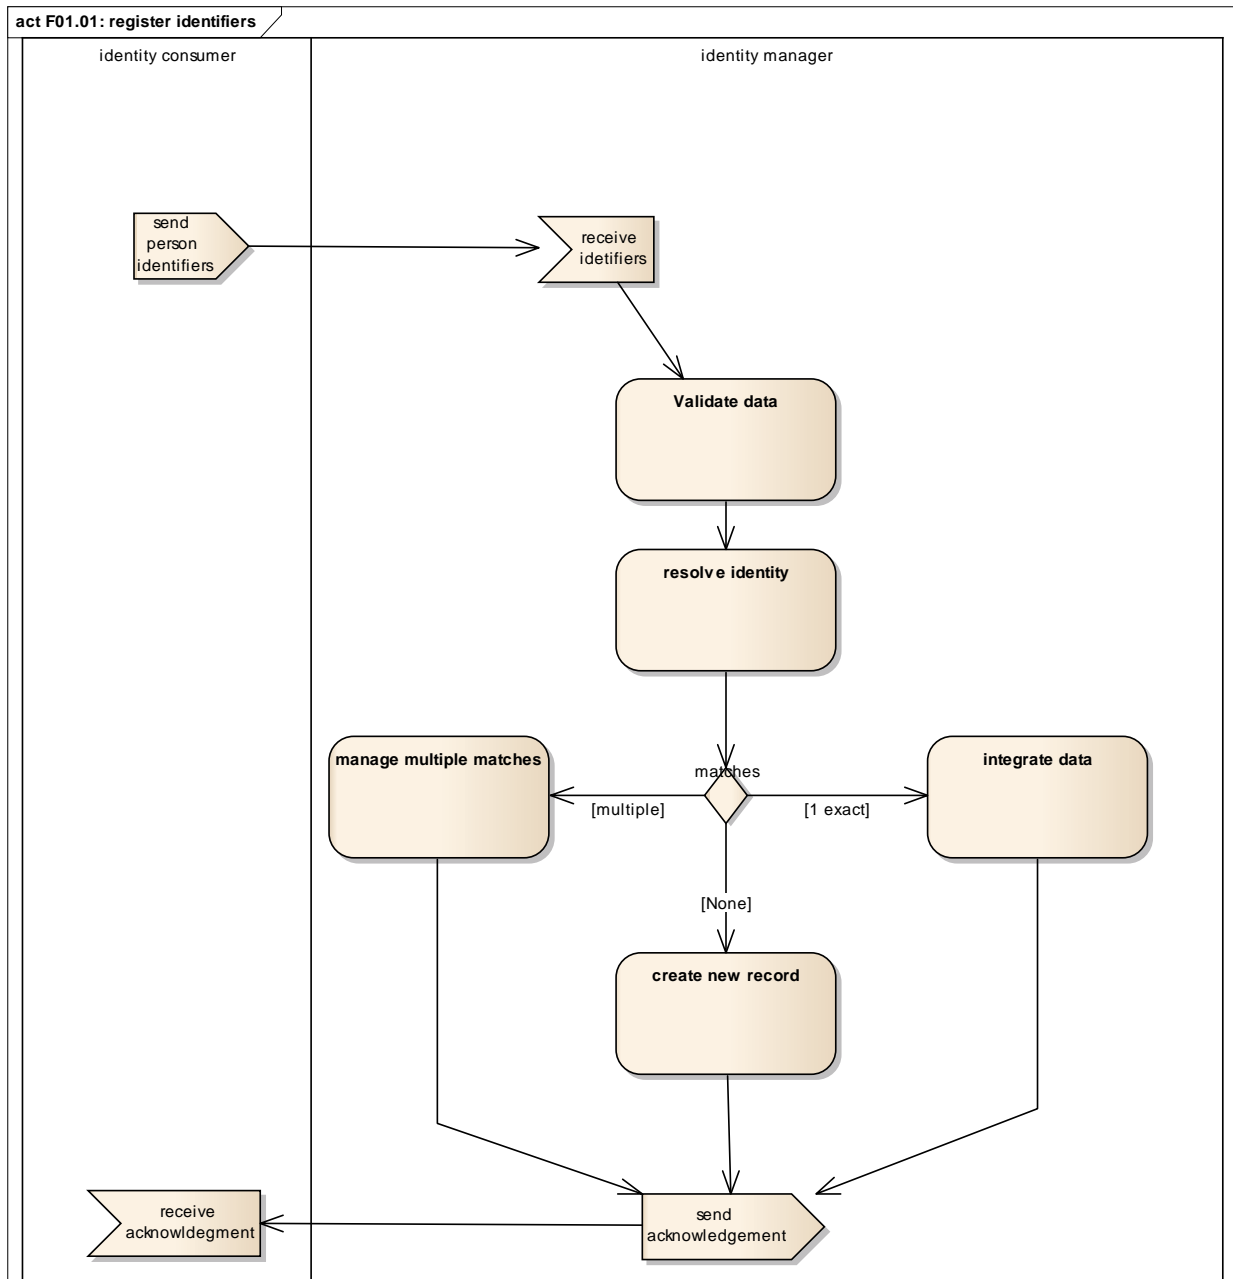 act F01.01: register identifiers
identity consumer
identity manager
send
person
identifiers
receive
idetifiers
Validate data
resolve identity
matches
manage multiple matches
integrate data
[multiple]
[1 exact]
[None]
create new record
receive
acknowldegment
send
acknowledgement